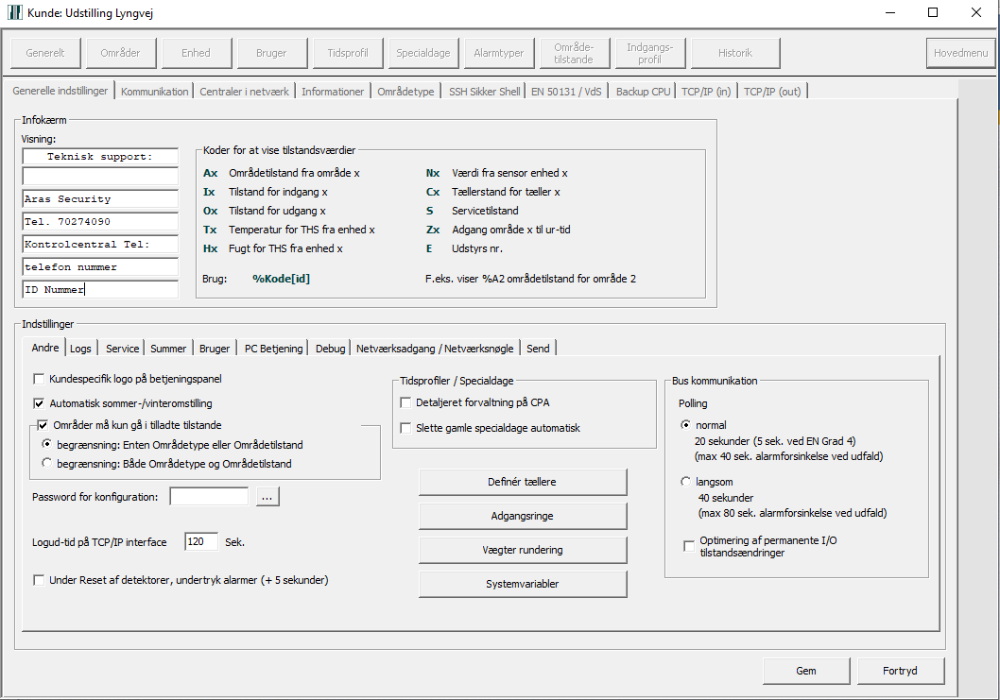 Kunde: Udstilling Lyngvej
Generelt
Områder
Enhed
Bruger
Tidsprofil
Specialdage
Alarmtyper
Område-
tilstande
Indgangs-
profil
Historik
Hovedmenu
Generelle indstillinger
Kommunikation
Centraler i netværk
Informationer
Områdetype
SSH Sikker Shell
EN 50131 / VdS
Backup CPU
TCP/IP (in)
TCP/IP (out)
Infokærm
Visning:
Teknisk support:
Aras Security
Tel. 70274090
Kontrolcentral Tel:
telefon nummer
ID Nummer
Koder for at vise tilstandsværdier
Ax Områdetilstand fra område x
Nx Værdi fra sensor enhed x
Ix Tilstand for indgang x
Cx Tællerstand for tæller x
Ox Tilstand for udgang x
S Servicetilstand
Tx Temperatur for THS fra enhed x
Zx Adgang område x til ur-tid
Hx Fugt for THS fra enhed x
E Udstyrs nr.
Brug: %Kode[id]
F.eks. viser %A2 områdetilstand for område 2
Indstillinger
Andre
Logs
Service
Summer
Bruger
PC Betjening
Debug
Netværksadgang / Netværksnøgle
Send
Kundespecifik logo på betjeningspanel
Automatisk sommer-/vinteromstilling
Områder må kun gå i tilladte tilstande
begrænsning: Enten Områdetype eller Områdetilstand
begrænsning: Både Områdetype og Områdetilstand
Password for konfiguration:
...
Logud-tid på TCP/IP interface 120 Sek.
Under Reset af detektorer, undertryk alarmer (+ 5 sekunder)
Tidsprofiler / Specialdage
Detaljeret forvaltning på CPA
Slette gamle specialdage automatisk
Definér tællere
Adgangsringe
Vægter rundering
Systemvariabler
Bus kommunikation
Polling
normal
20 sekunder (5 sek. ved EN Grad 4)
(max 40 sek. alarmforsinkelse ved udfald)
langsom
40 sekunder
(max 80 sek. alarmforsinkelse ved udfald)
Optimering af permanente I/O
tilstandsændringer
Gem
Fortryd